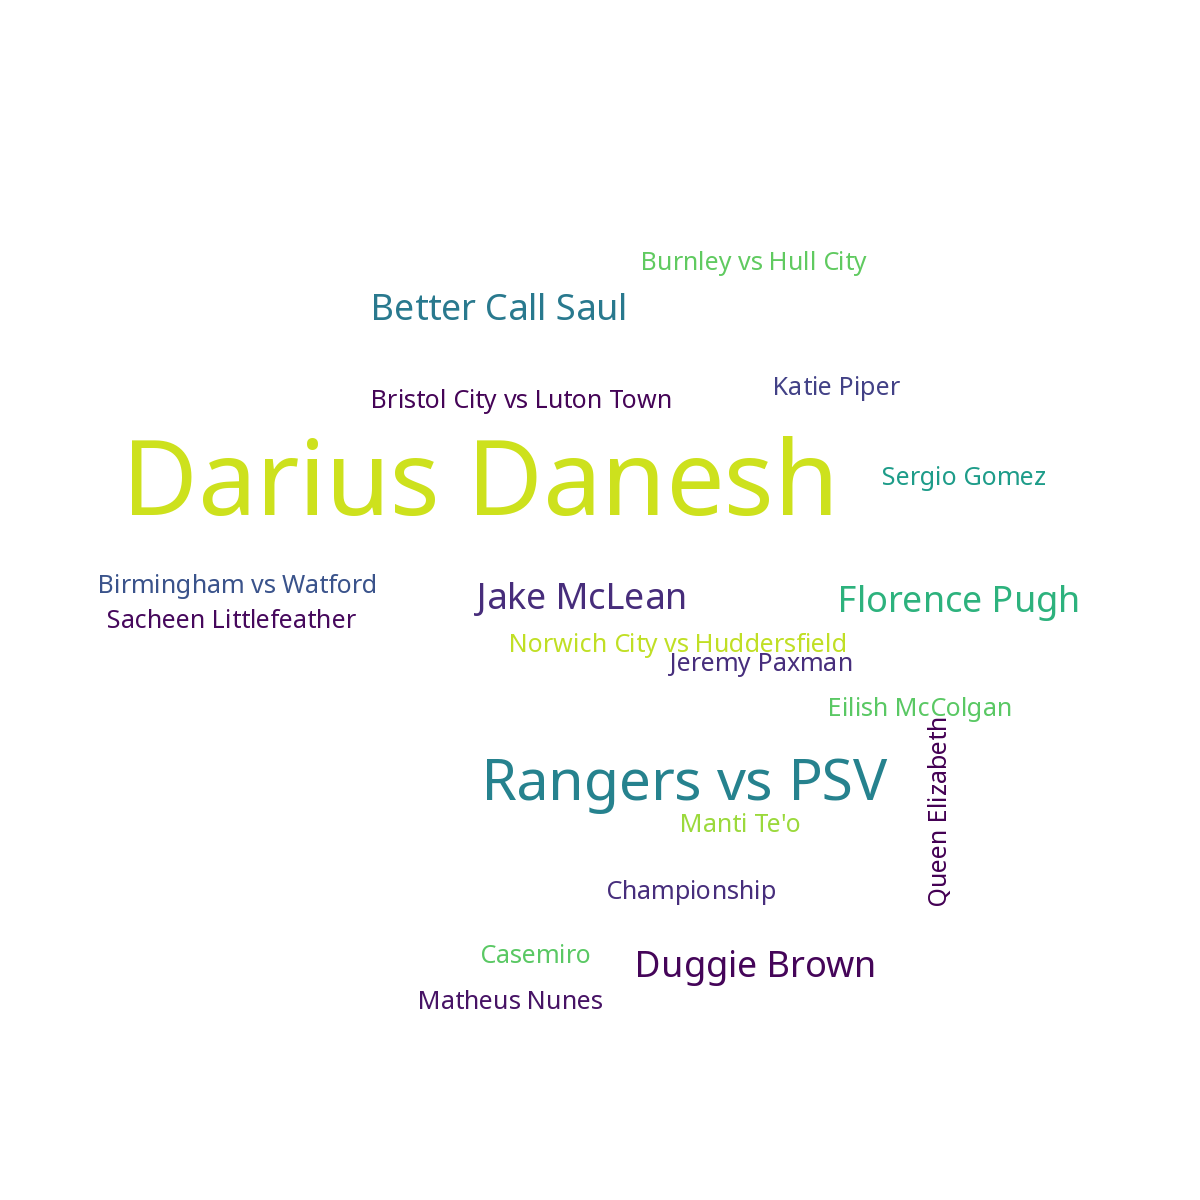 Burnley vs Hull City
Better Call Saul
Katie Piper
Bristol City vs Luton Town
Darius Danesh
Sergio Gomez
Birmingham vs Watford
Jake McLean
Florence Pugh
Sacheen Littlefeather
Norwich City vs Huddersfield
Jeremy Paxman
Eilish McColgan
Rangers vs PSV
Queen Elizabeth
Manti Te'o
Championship
Casemiro
Duggie Brown
Matheus Nunes